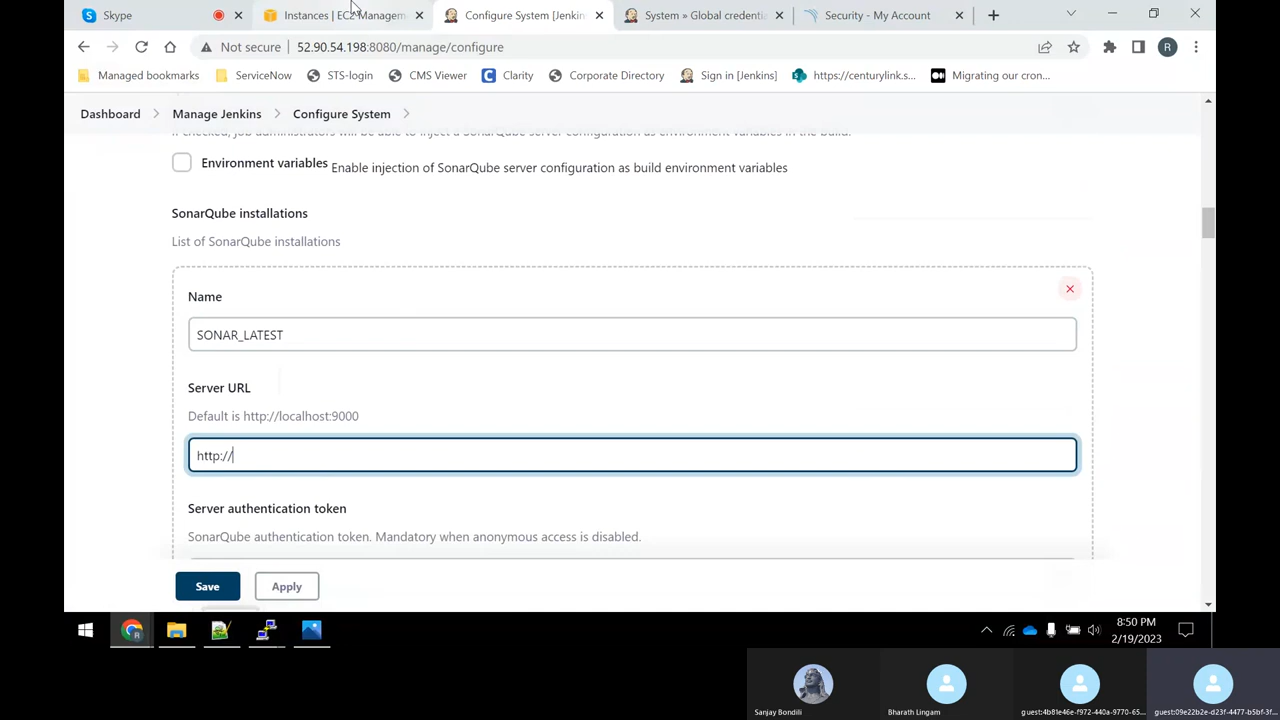 Skype
Instances | EC2 Managem
Configure System [Jenkin
System » Global credenti
Security - My Account
Not secure | 52.90.54.198:8080/manage/configure
R
Managed bookmarks
ServiceNow
STS-login
CMS Viewer
Clarity
Corporate Directory
Sign in [Jenkins]
https://centurylink.s...
Migrating our cron...
Dashboard
Manage Jenkins
Configure System
If checked, job administrators will be able to inject a SonarQube server configuration as environment variables in the build.
Environment variables
Enable injection of SonarQube server configuration as build environment variables
SonarQube installations
List of SonarQube installations
Name
SONAR_LATEST
Server URL
Default is http://localhost:9000
http://
Server authentication token
SonarQube authentication token. Mandatory when anonymous access is disabled.
Save
Apply
8:50 PM
2/19/2023
Sanjay Bondili
Bharath Lingam
guest:4b81e46e-f972-440a-9770-65...
guest:09e22b2e-d23f-4477-b5bf-3f...